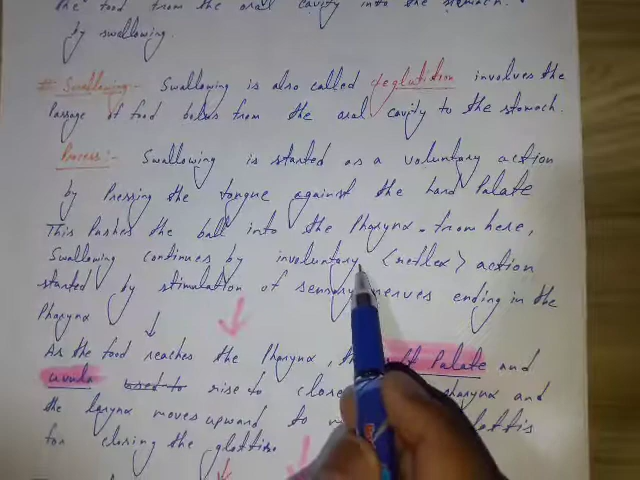 the food from the oral cavity into the stomach.
by swallowing.
# Swallowing:- Swallowing is also called deglutition involves the
Passage of food bolus from the oral cavity to the stomach.
Process:- Swallowing is started as a voluntary action
by Pressing the tongue against the hard Palate
This Pushes the ball into the Pharynx. from here,
Swallowing continues by involuntary <reflex> action
started by stimulation of sensory nerves ending in the
Pharynx
As the food reaches the Pharynx, the soft Palate and
uvula used to rise to close and
the larynx moves upward to
for closing the glottis